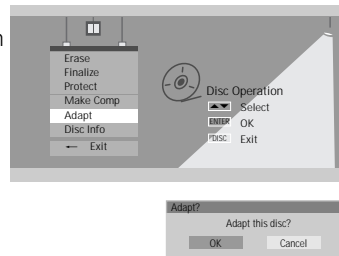 Erase
Finalize
Protect
Make Comp
Adapt
Disc Info
← Exit
Disc Operation
▲▼ Select
ENTER OK
DISC Exit
Adapt?
Adapt this disc?
OK Cancel